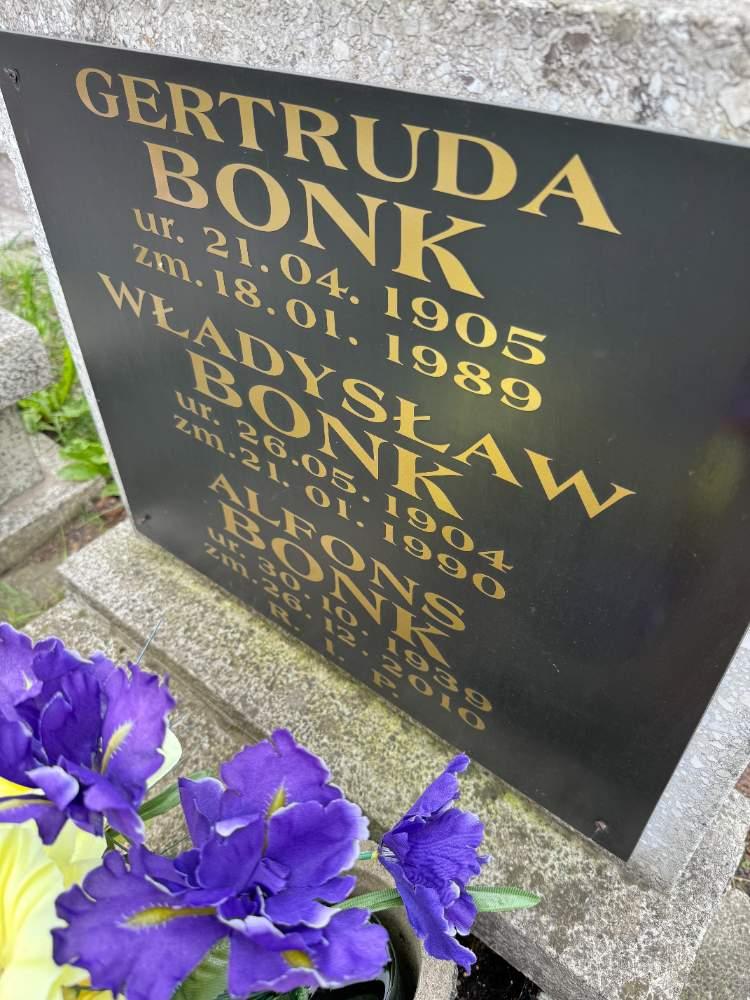 GERTRUDA
BONK
ur. 21. 04. 1905
zm. 18. 01. 1989
WŁADYSŁAW
BONK
ur. 26. 05. 1904
zm. 21. 01. 1990
ALFONS
BONK
ur. 30. 10. 1939
zm. 26. 12. 2010
R. I. P.